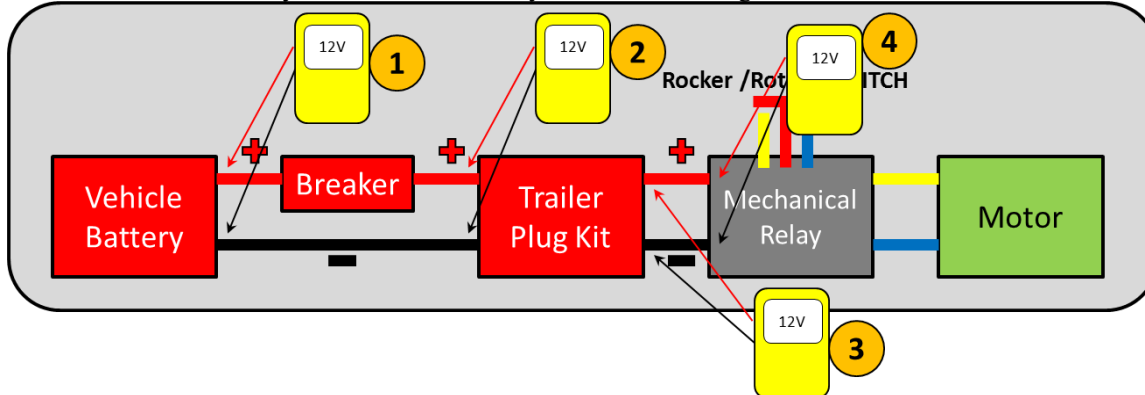 12V
1
12V
2
12V
4
Rocker /Rot ITCH
Vehicle
Battery
Breaker
Trailer
Plug Kit
Mechanical
Relay
Motor
12V
3